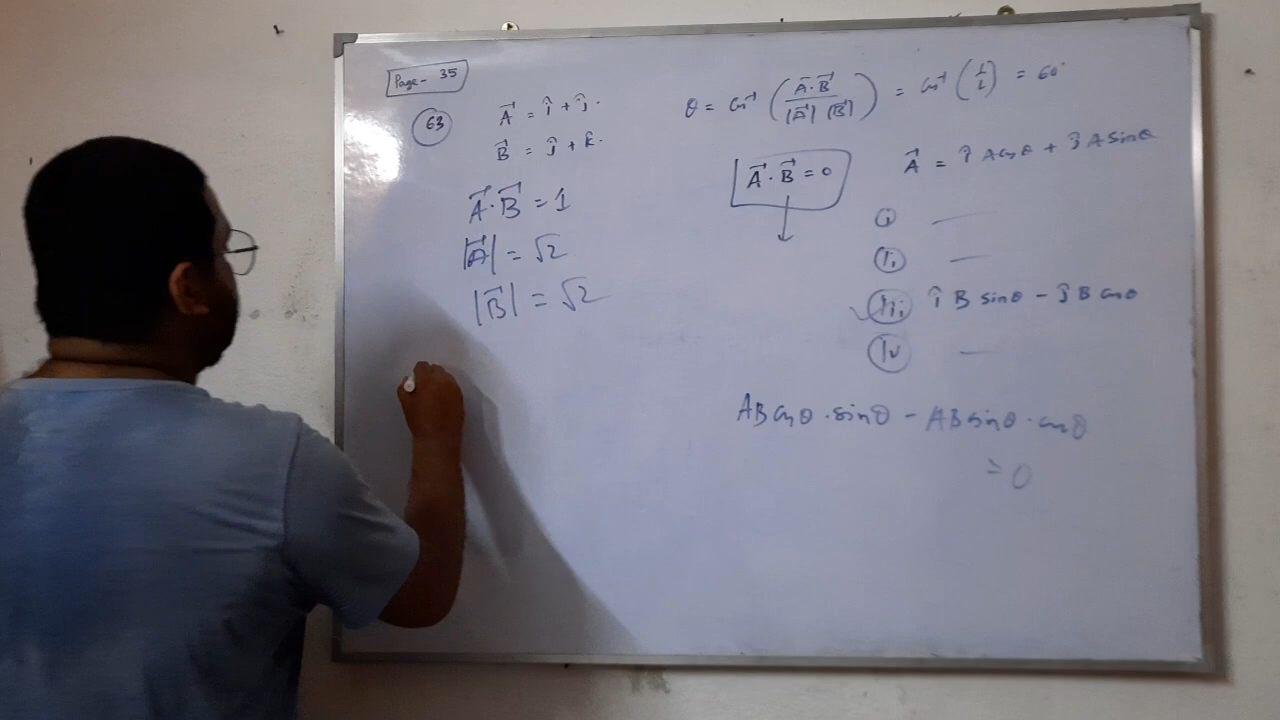 Page- 35
63
A⃗ = î + ĵ.
B⃗ = ĵ + k̂.
A⃗·B⃗ = 1
|A⃗| = √2
|B⃗| = √2
θ = cos⁻¹ (A⃗·B⃗ / |A⃗| |B⃗|) = cos⁻¹ (1/2) = 60°
A⃗·B⃗ = 0
A⃗ = î A cosθ + ĵ A sinθ
i —
ii —
iii î B sinθ - ĵ B cosθ
iv —
AB cosθ · sinθ - AB sinθ · cosθ
= 0